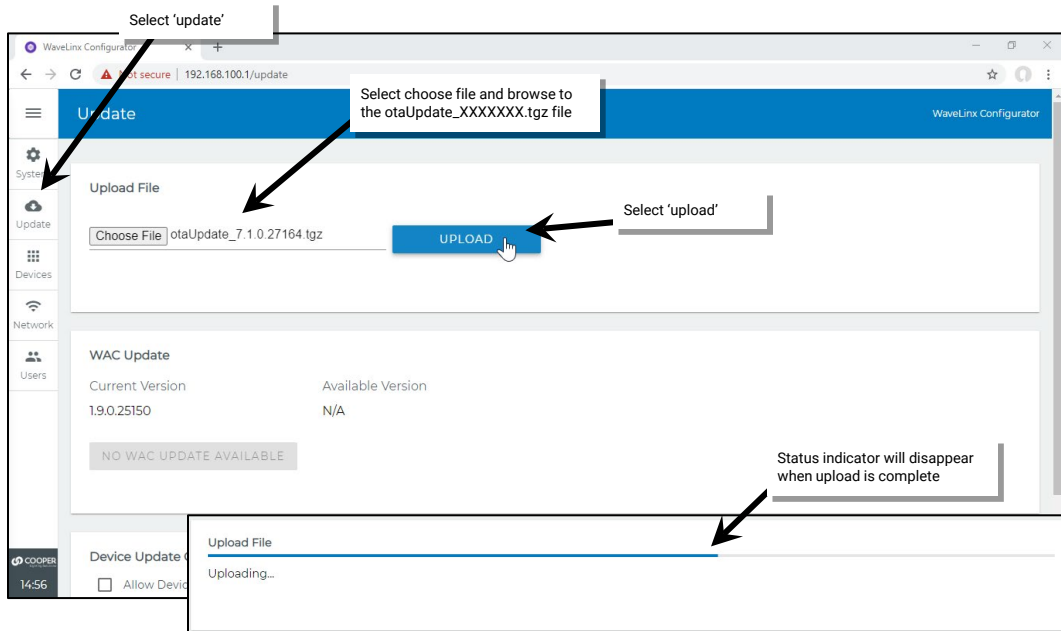 Select ‘update’
WaveLinx Configurator
Not secure | 192.168.100.1/update
Select choose file and browse to
the otaUpdate_XXXXXXX.tgz file
Update
WaveLinx Configurator
System
Upload File
Update
Choose File otaUpdate_7.1.0.27164.tgz
UPLOAD
Select ‘upload’
Devices
Network
Users
WAC Update
Current Version
Available Version
1.9.0.25150
N/A
NO WAC UPDATE AVAILABLE
Status indicator will disappear
when upload is complete
Upload File
Uploading...
Device Update
Allow
COOPER
14:56